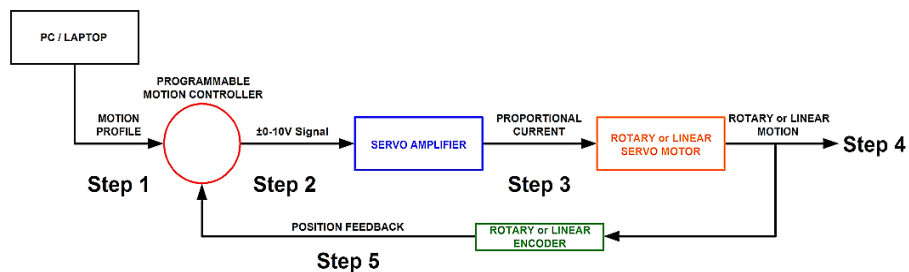 PC / LAPTOP
PROGRAMMABLE
MOTION CONTROLLER
MOTION
PROFILE
Step 1
±0-10V Signal
Step 2
SERVO AMPLIFIER
PROPORTIONAL
CURRENT
Step 3
ROTARY or LINEAR
SERVO MOTOR
ROTARY or LINEAR
MOTION
Step 4
ROTARY or LINEAR
ENCODER
POSITION FEEDBACK
Step 5